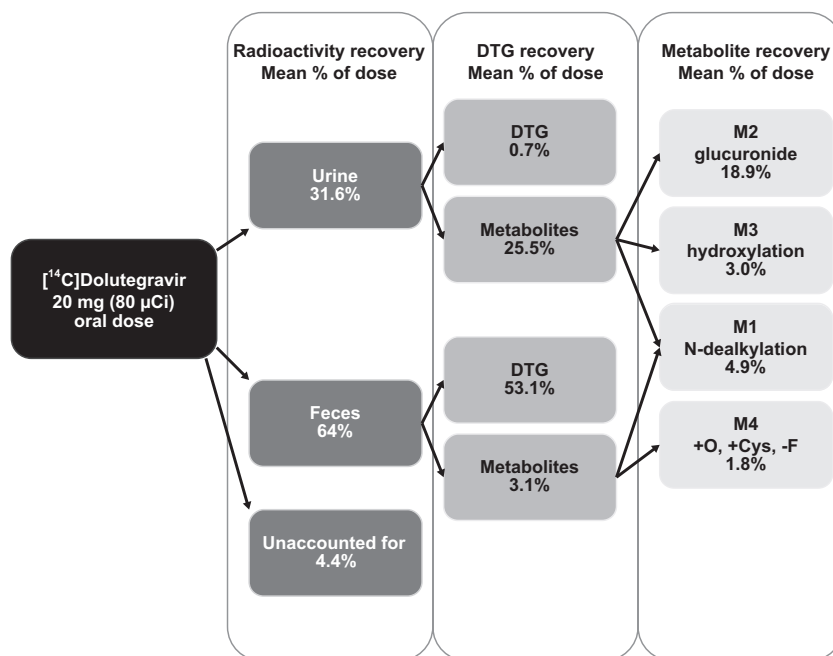 Radioactivity recovery
Mean % of dose
DTG recovery
Mean % of dose
Metabolite recovery
Mean % of dose
[¹⁴C]Dolutegravir
20 mg (80 µCi)
oral dose
Urine
31.6%
Feces
64%
Unaccounted for
4.4%
DTG
0.7%
Metabolites
25.5%
DTG
53.1%
Metabolites
3.1%
M2
glucuronide
18.9%
M3
hydroxylation
3.0%
M1
N-dealkylation
4.9%
M4
+O, +Cys, -F
1.8%